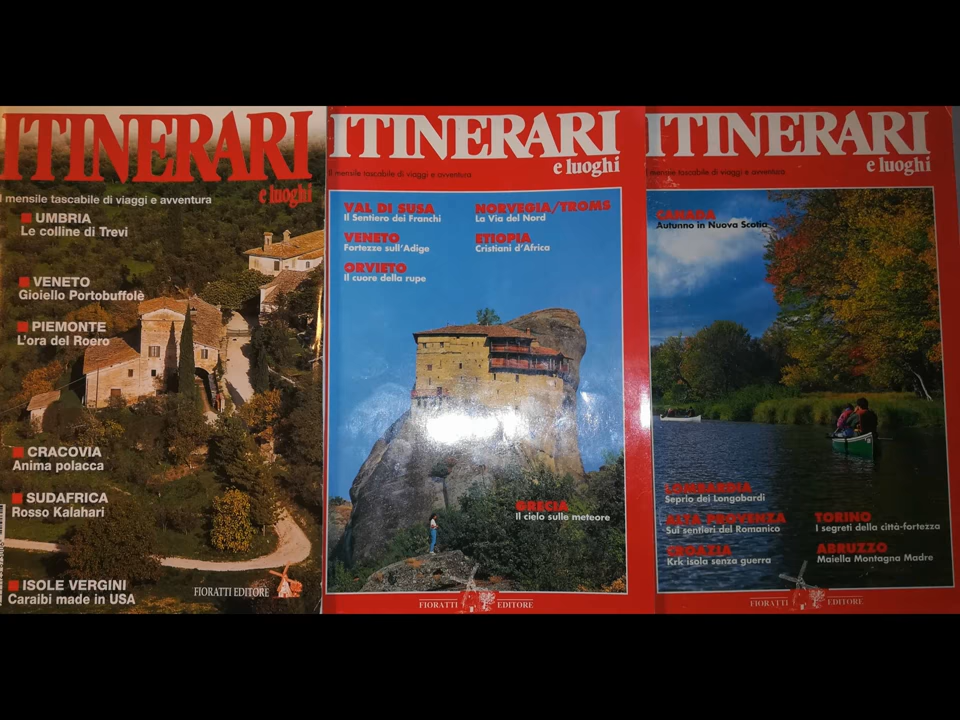 ITINERARI
e luoghi
Il mensile tascabile di viaggi e avventura
UMBRIA
Le colline di Trevi
VENETO
Gioiello Portobuffolè
PIEMONTE
L'ora del Roero
CRACOVIA
Anima polacca
SUDAFRICA
Rosso Kalahari
ISOLE VERGINI
Caraibi made in USA
FIORATTI EDITORE
ITINERARI
e luoghi
Il mensile tascabile di viaggi e avventura
VAL DI SUSA
Il Sentiero dei Franchi
NORVEGIA/TROMS
La Via del Nord
VENETO
Fortezze sull'Adige
ETIOPIA
Cristiani d'Africa
ORVIETO
Il cuore della rupe
GRECIA
Il cielo sulle meteore
FIORATTI EDITORE
ITINERARI
e luoghi
Il mensile tascabile di viaggi e avventura
CANADA
Autunno in Nuova Scotia
LOMBARDIA
Seprio dei Longobardi
ALTA PROVENZA
Sui sentieri del Romanico
TORINO
I segreti della città-fortezza
CROAZIA
Krk isola senza guerra
ABRUZZO
Maiella Montagna Madre
FIORATTI EDITORE